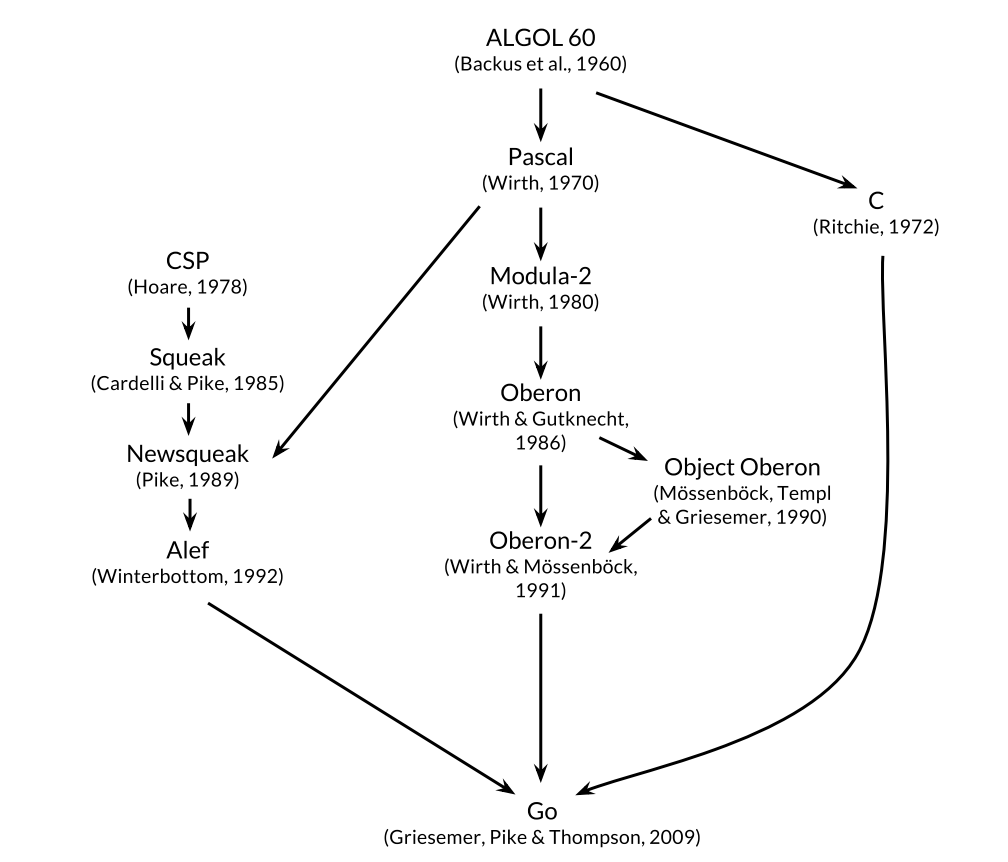 ALGOL 60
(Backus et al., 1960)
Pascal
(Wirth, 1970)
C
(Ritchie, 1972)
CSP
(Hoare, 1978)
Modula-2
(Wirth, 1980)
Squeak
(Cardelli & Pike, 1985)
Oberon
(Wirth & Gutknecht,
1986)
Newsqueak
(Pike, 1989)
Object Oberon
(Mössenböck, Templ
& Griesemer, 1990)
Alef
(Winterbottom, 1992)
Oberon-2
(Wirth & Mössenböck,
1991)
Go
(Griesemer, Pike & Thompson, 2009)